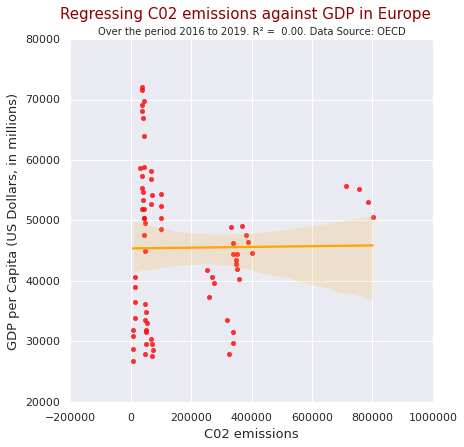 Regressing C02 emissions against GDP in Europe
Over the period 2016 to 2019. R² =  0.00. Data Source: OECD
GDP per Capita (US Dollars, in millions)
80000
70000
60000
50000
40000
30000
20000
−200000 0 200000 400000 600000 800000 1000000
C02 emissions